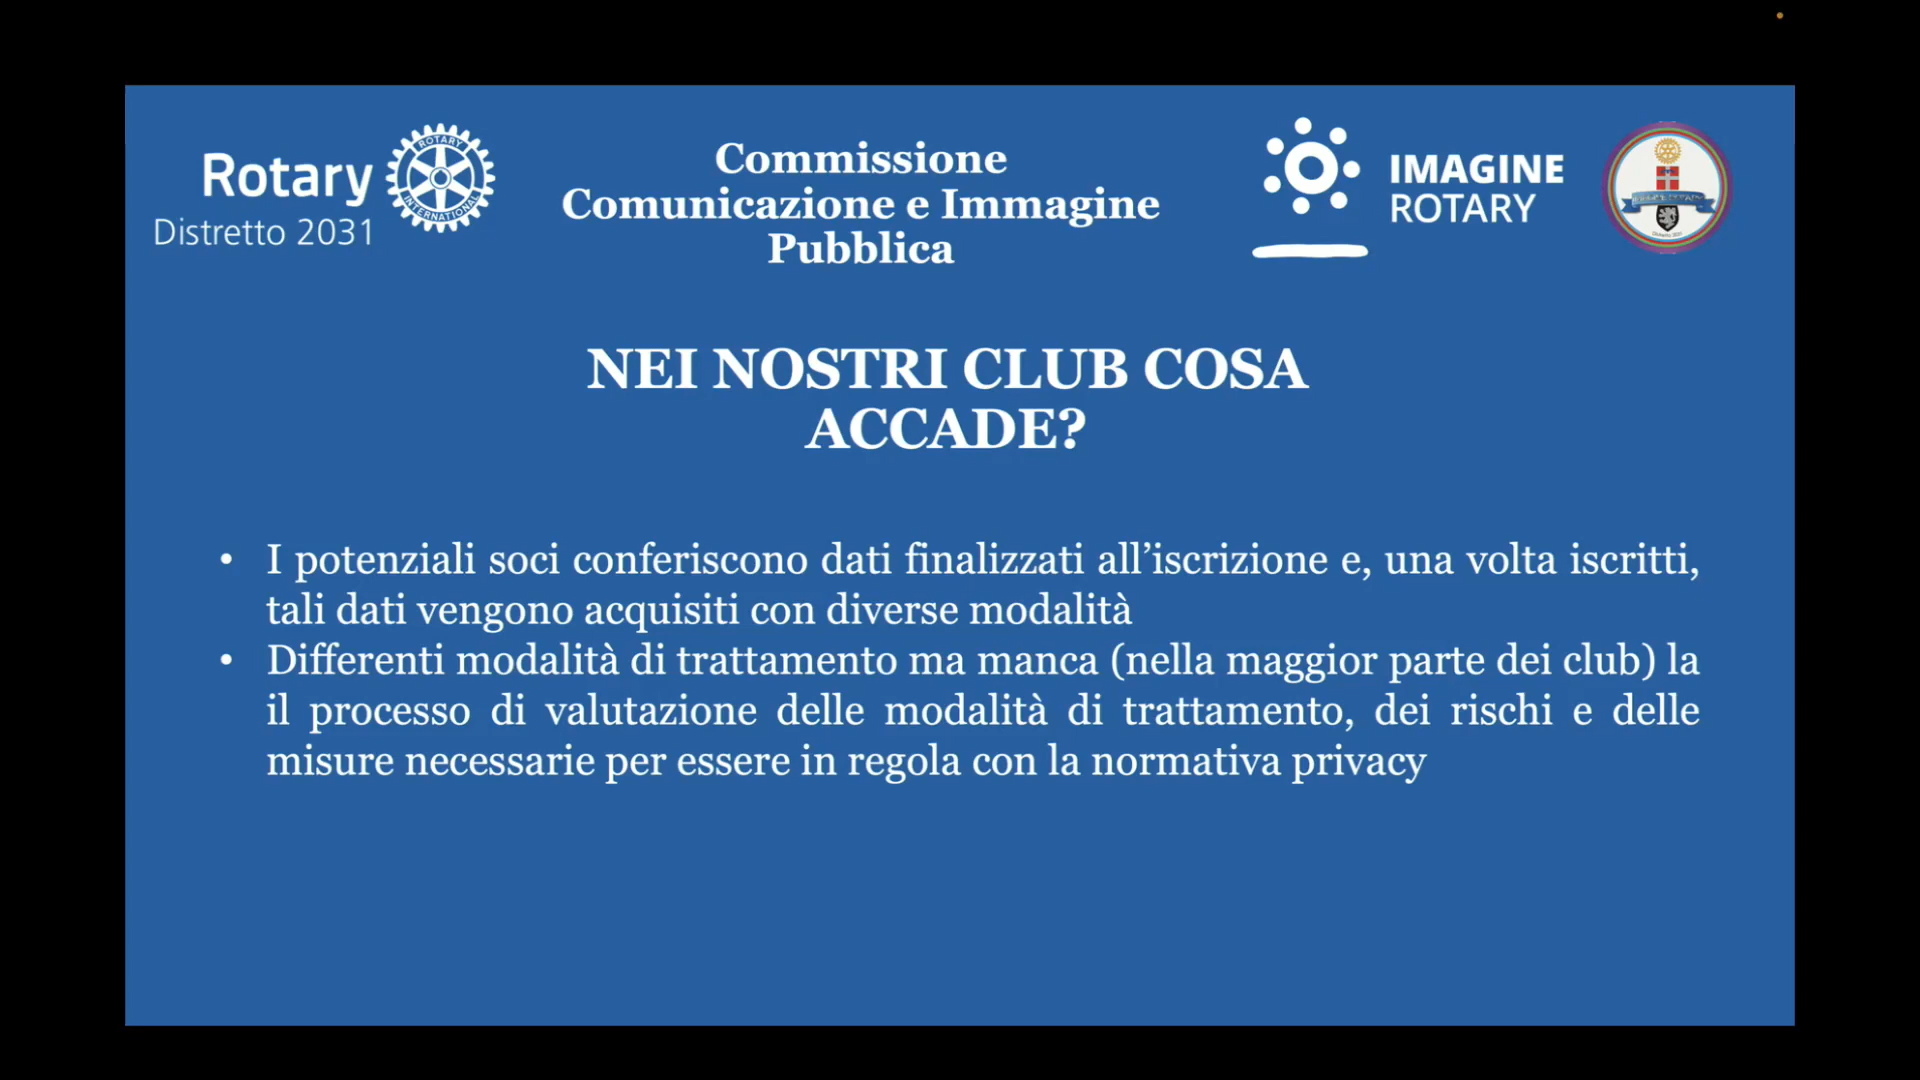 Rotary
Distretto 2031
ROTARY
INTERNATIONAL
Commissione
Comunicazione e Immagine
Pubblica
IMAGINE
ROTARY
NEI NOSTRI CLUB COSA
ACCADE?
• I potenziali soci conferiscono dati finalizzati all’iscrizione e, una volta iscritti,
tali dati vengono acquisiti con diverse modalità
• Differenti modalità di trattamento ma manca (nella maggior parte dei club) la
il processo di valutazione delle modalità di trattamento, dei rischi e delle
misure necessarie per essere in regola con la normativa privacy